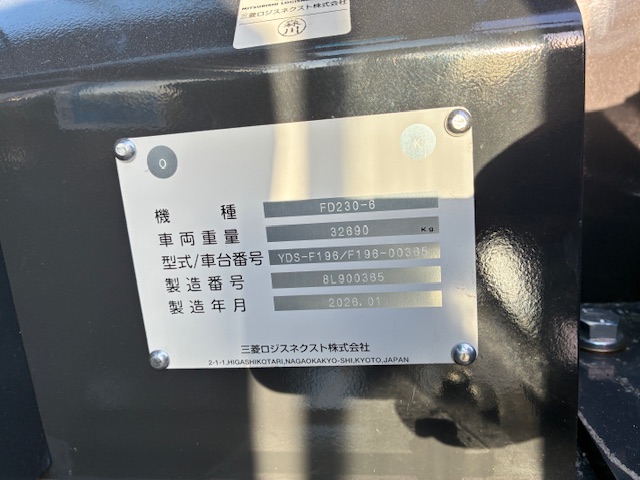 三菱ロジスネクスト株式会社
Q
K
機 種 FD230-6
車両重量 32690 Kg
型式/車台番号 YDS-F196/F196-00365
製造番号 8L900365
製造年月 2026.01
三菱ロジスネクスト株式会社
2-1-1,HIGASHIKOTARI,NAGAOKAKYO-SHI,KYOTO,JAPAN